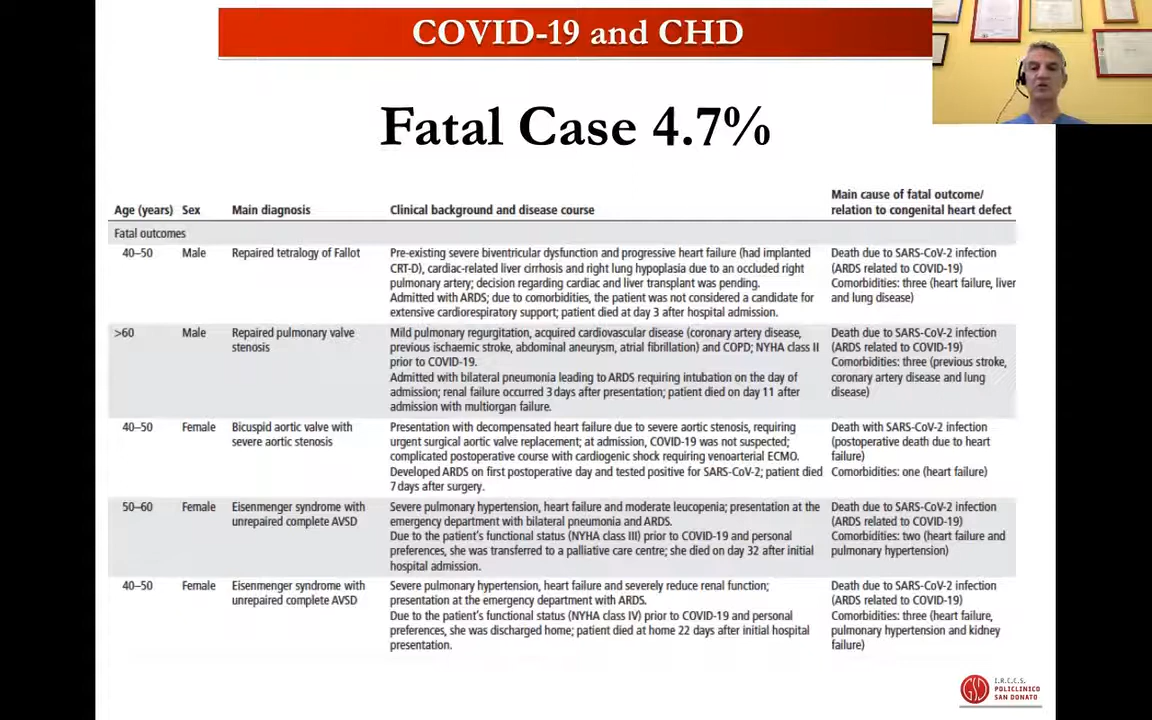 COVID-19 and CHD
Fatal Case 4.7%
Age (years) Sex Main diagnosis Clinical background and disease course Main cause of fatal outcome/
relation to congenital heart defect
Fatal outcomes
40–50 Male Repaired tetralogy of Fallot
Pre-existing severe biventricular dysfunction and progressive heart failure (had implanted
CRT-D), cardiac-related liver cirrhosis and right lung hypoplasia due to an occluded right
pulmonary artery; decision regarding cardiac and liver transplant was pending.
Admitted with ARDS; due to comorbidities, the patient was not considered a candidate for
extensive cardiorespiratory support; patient died at day 3 after hospital admission.
Death due to SARS-CoV-2 infection
(ARDS related to COVID-19)
Comorbidities: three (heart failure, liver
and lung disease)
>60 Male Repaired pulmonary valve
stenosis
Mild pulmonary regurgitation, acquired cardiovascular disease (coronary artery disease,
previous ischaemic stroke, abdominal aneurysm, atrial fibrillation) and COPD; NYHA class II
prior to COVID-19.
Admitted with bilateral pneumonia leading to ARDS requiring intubation on the day of
admission; renal failure occurred 3 days after presentation; patient died on day 11 after
admission with multiorgan failure.
Death due to SARS-CoV-2 infection
(ARDS related to COVID-19)
Comorbidities: three (previous stroke,
coronary artery disease and lung
disease)
40–50 Female Bicuspid aortic valve with
severe aortic stenosis
Presentation with decompensated heart failure due to severe aortic stenosis, requiring
urgent surgical aortic valve replacement; at admission, COVID-19 was not suspected;
complicated postoperative course with cardiogenic shock requiring venoarterial ECMO.
Developed ARDS on first postoperative day and tested positive for SARS-CoV-2; patient died
7 days after surgery.
Death with SARS-CoV-2 infection
(postoperative death due to heart
failure)
Comorbidities: one (heart failure)
50–60 Female Eisenmenger syndrome with
unrepaired complete AVSD
Severe pulmonary hypertension, heart failure and moderate leucopenia; presentation at the
emergency department with bilateral pneumonia and ARDS.
Due to the patient's functional status (NYHA class III) prior to COVID-19 and personal
preferences, she was transferred to a palliative care centre; she died on day 32 after initial
hospital admission.
Death due to SARS-CoV-2 infection
(ARDS related to COVID-19)
Comorbidities: two (heart failure and
pulmonary hypertension)
40–50 Female Eisenmenger syndrome with
unrepaired complete AVSD
Severe pulmonary hypertension, heart failure and severely reduce renal function;
presentation at the emergency department with ARDS.
Due to the patient's functional status (NYHA class IV) prior to COVID-19 and personal
preferences, she was discharged home; patient died at home 22 days after initial hospital
presentation.
Death due to SARS-CoV-2 infection
(ARDS related to COVID-19)
Comorbidities: three (heart failure,
pulmonary hypertension and kidney
failure)
GSD
I.R.C.C.S.
POLICLINICO
SAN DONATO